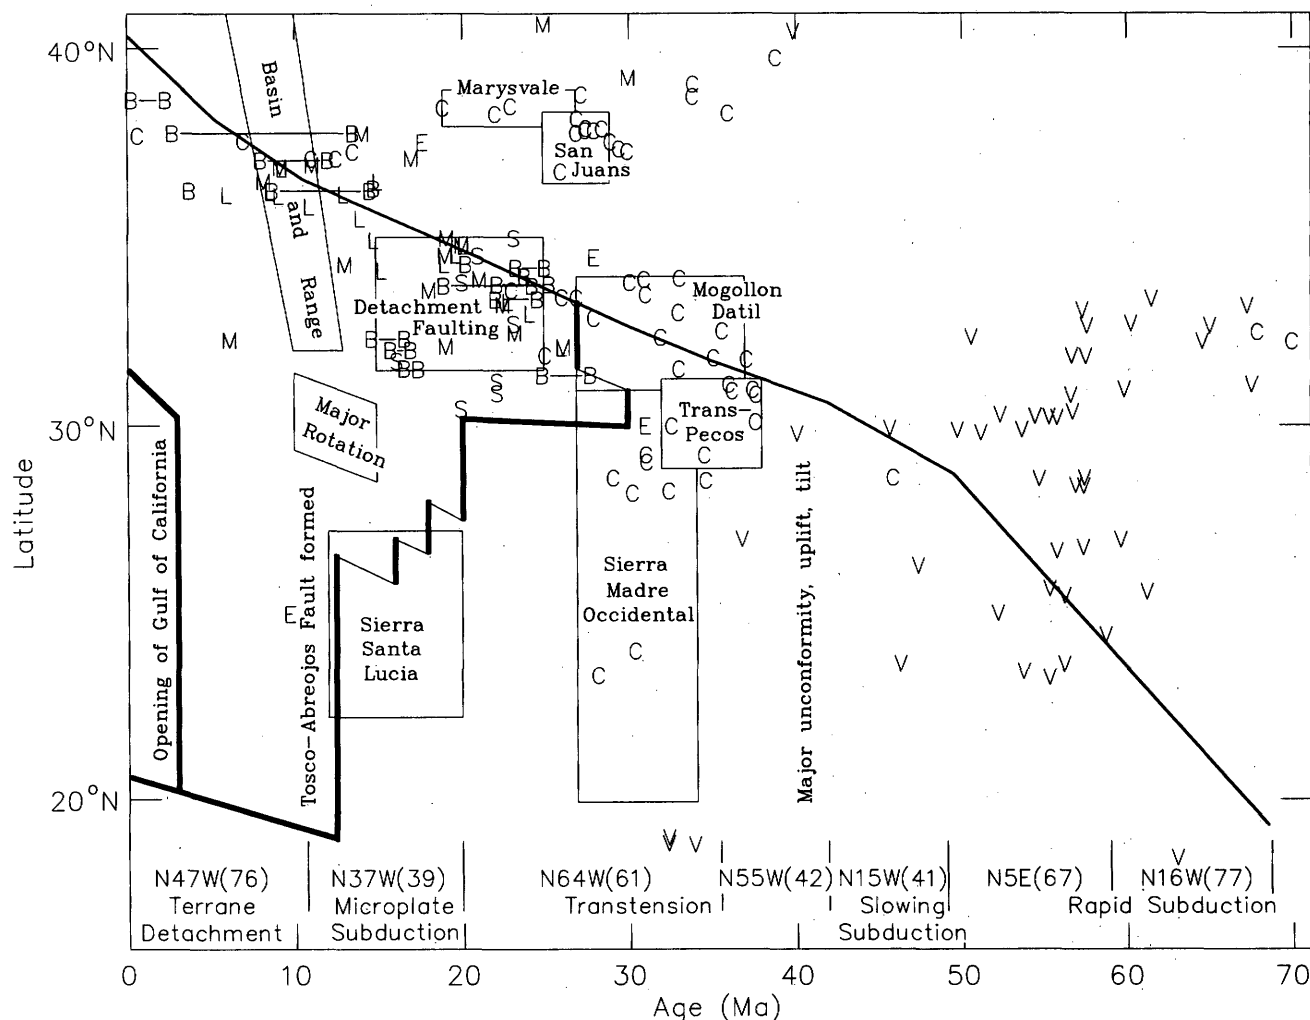 40°N
30°N
20°N
Latitude
Basin
and
Range
Marysvale
San
Juans
Detachment
Faulting
Mogollon
Datil
Major
Rotation
Trans-
Pecos
Opening of Gulf of California
Tosco-Abreojos Fault formed
Sierra
Santa
Lucia
Sierra
Madre
Occidental
Major unconformity, uplift, tilt
N47W(76) N37W(39) N64W(61) N55W(42) N15W(41) N5E(67) N16W(77)
Terrane Microplate Transtension Slowing Rapid Subduction
Detachment Subduction Subduction
0 10 20 30 40 50 60 70
Age (Ma)